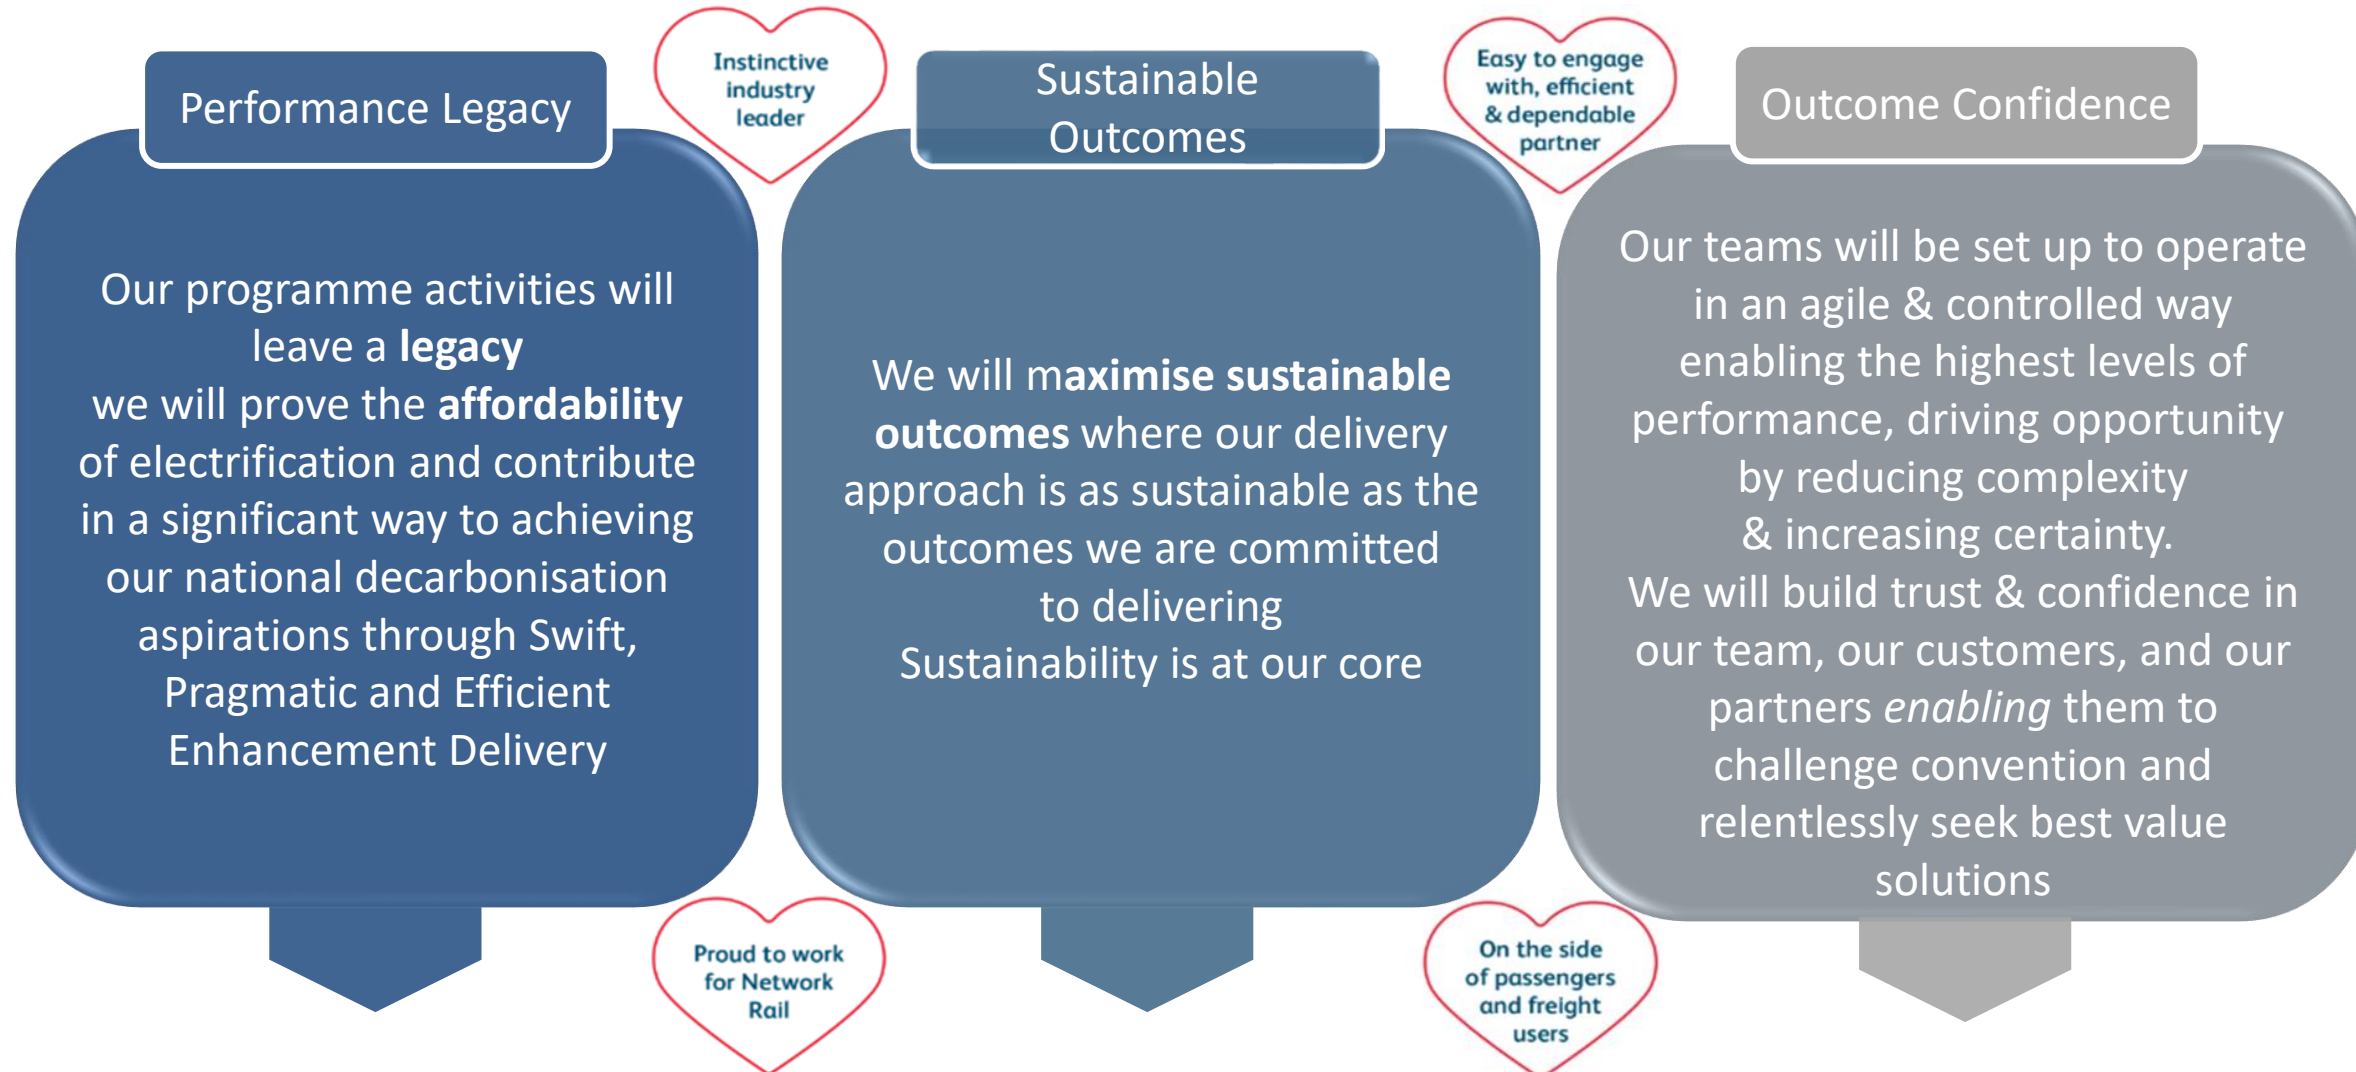 Performance Legacy
Our programme activities will
leave a legacy
we will prove the affordability
of electrification and contribute
in a significant way to achieving
our national decarbonisation
aspirations through Swift,
Pragmatic and Efficient
Enhancement Delivery
Instinctive
industry
leader
Proud to work
for Network
Rail
Sustainable
Outcomes
We will maximise sustainable
outcomes where our delivery
approach is as sustainable as the
outcomes we are committed
to delivering
Sustainability is at our core
Easy to engage
with, efficient
& dependable
partner
On the side
of passengers
and freight
users
Outcome Confidence
Our teams will be set up to operate
in an agile & controlled way
enabling the highest levels of
performance, driving opportunity
by reducing complexity
& increasing certainty.
We will build trust & confidence in
our team, our customers, and our
partners enabling them to
challenge convention and
relentlessly seek best value
solutions